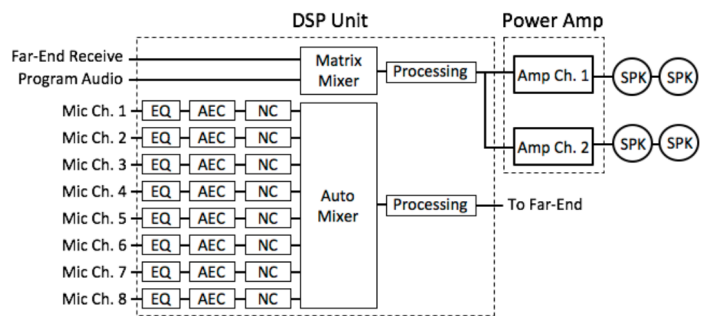 DSP Unit
Power Amp
Far-End Receive
Program Audio
Matrix
Mixer
Processing
Amp Ch. 1
SPK
SPK
Amp Ch. 2
SPK
SPK
Mic Ch. 1 EQ AEC NC
Mic Ch. 2 EQ AEC NC
Mic Ch. 3 EQ AEC NC
Mic Ch. 4 EQ AEC NC
Mic Ch. 5 EQ AEC NC
Mic Ch. 6 EQ AEC NC
Mic Ch. 7 EQ AEC NC
Mic Ch. 8 EQ AEC NC
Auto
Mixer
Processing
To Far-End